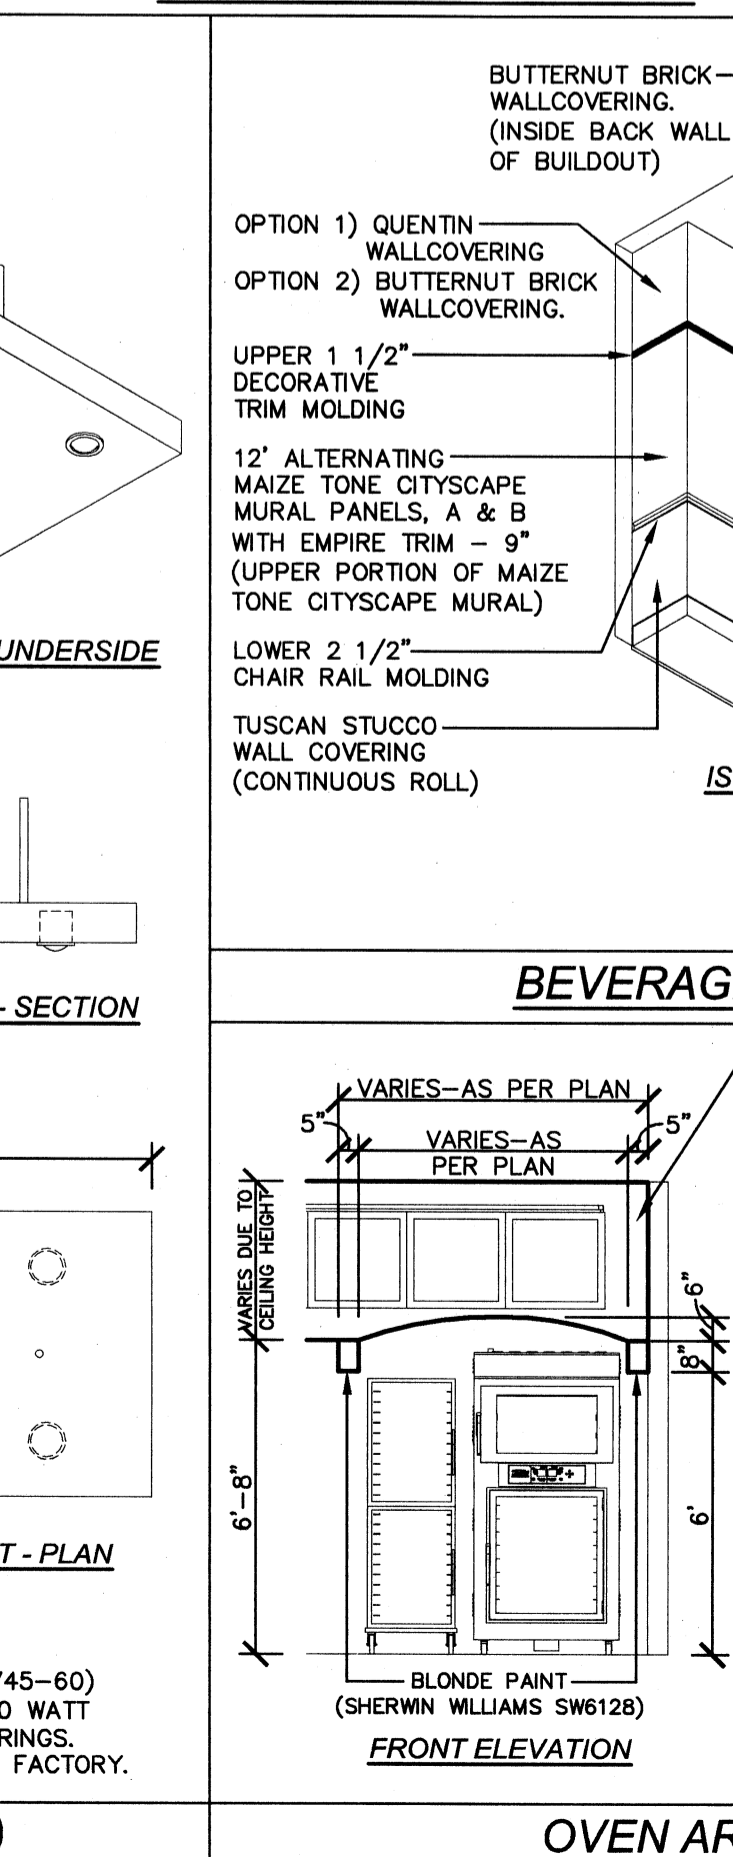 BUTTERNUT BRICK
WALLCOVERING.
(INSIDE BACK WALL
OF BUILDOUT)
OPTION 1) QUENTIN
WALLCOVERING
OPTION 2) BUTTERNUT BRICK
WALLCOVERING.
UPPER 1 1/2"
DECORATIVE
TRIM MOLDING
12' ALTERNATING
MAIZE TONE CITYSCAPE
MURAL PANELS, A & B
WITH EMPIRE TRIM – 9"
(UPPER PORTION OF MAIZE
TONE CITYSCAPE MURAL)
LOWER 2 1/2"
CHAIR RAIL MOLDING
TUSCAN STUCCO
WALL COVERING
(CONTINUOUS ROLL)
IS
UNDERSIDE
- SECTION
T - PLAN
745–60)
0 WATT
RINGS.
FACTORY.
)
BEVERAG
VARIES–AS PER PLAN
5"
VARIES–AS
PER PLAN
5"
VARIES DUE TO
CEILING HEIGHT
6"
8"
6'–8"
6'
BLONDE PAINT
(SHERWIN WILLIAMS SW6128)
FRONT ELEVATION
OVEN AR